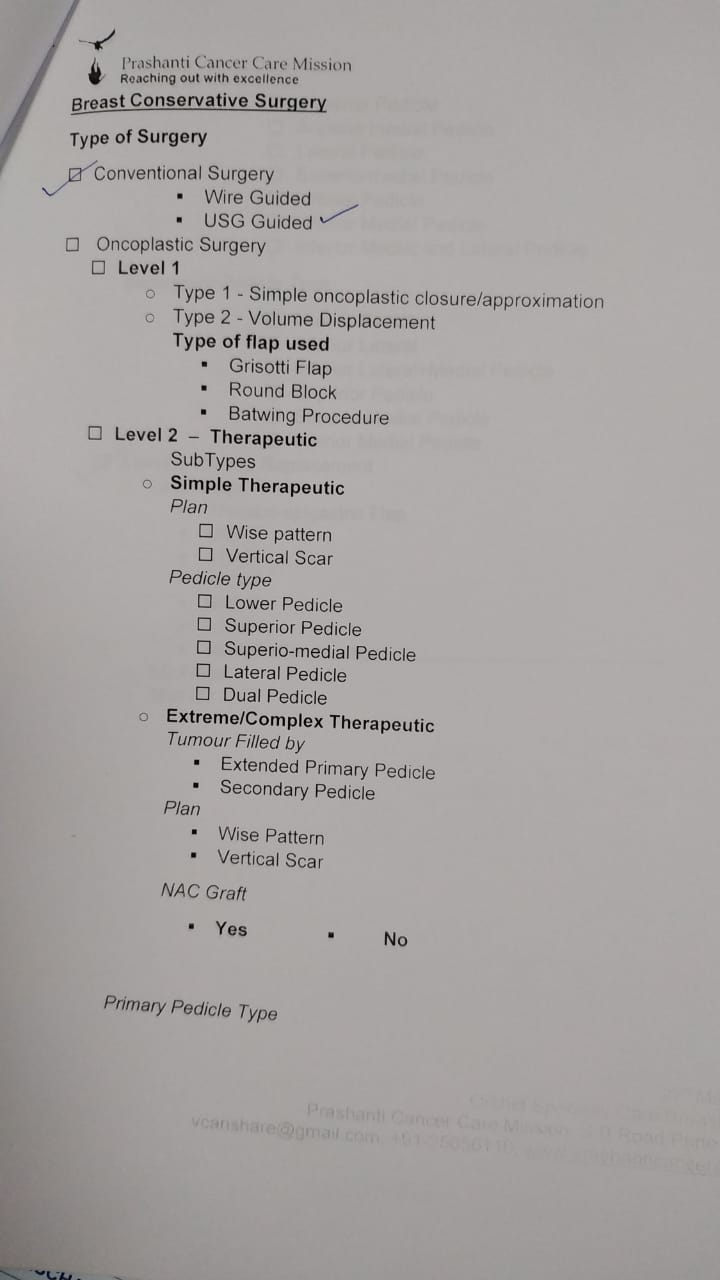 Prashanti Cancer Care Mission
Reaching out with excellence
Breast Conservative Surgery
Type of Surgery
☑ Conventional Surgery
▪ Wire Guided
▪ USG Guided ✓
☐ Oncoplastic Surgery
☐ Level 1
○ Type 1 - Simple oncoplastic closure/approximation
○ Type 2 - Volume Displacement
Type of flap used
▪ Grisotti Flap
▪ Round Block
▪ Batwing Procedure
☐ Level 2 – Therapeutic
SubTypes
○ Simple Therapeutic
Plan
☐ Wise pattern
☐ Vertical Scar
Pedicle type
☐ Lower Pedicle
☐ Superior Pedicle
☐ Superio-medial Pedicle
☐ Lateral Pedicle
☐ Dual Pedicle
○ Extreme/Complex Therapeutic
Tumour Filled by
▪ Extended Primary Pedicle
▪ Secondary Pedicle
Plan
▪ Wise Pattern
▪ Vertical Scar
NAC Graft
▪ Yes ▪ No
Primary Pedicle Type
Prashanti Cancer Care Mission
vcanshare@gmail.com